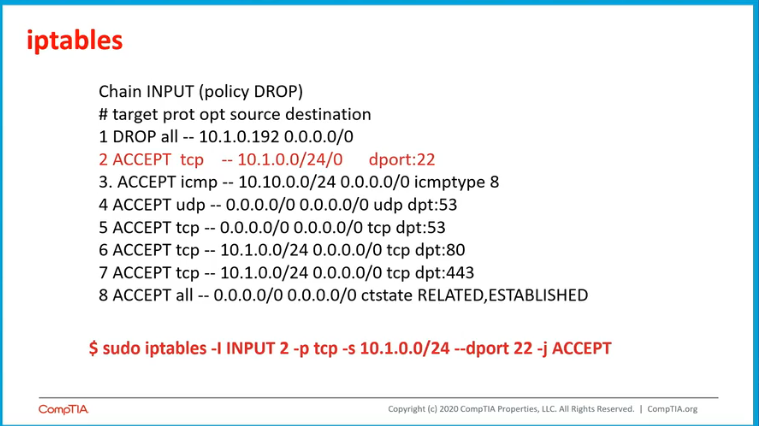 iptables
Chain INPUT (policy DROP)
# target prot opt source destination
1 DROP all -- 10.1.0.192 0.0.0.0/0
2 ACCEPT tcp -- 10.1.0.0/24/0 dport:22
3. ACCEPT icmp -- 10.10.0.0/24 0.0.0.0/0 icmptype 8
4 ACCEPT udp -- 0.0.0.0/0 0.0.0.0/0 udp dpt:53
5 ACCEPT tcp -- 0.0.0.0/0 0.0.0.0/0 tcp dpt:53
6 ACCEPT tcp -- 10.1.0.0/24 0.0.0.0/0 tcp dpt:80
7 ACCEPT tcp -- 10.1.0.0/24 0.0.0.0/0 tcp dpt:443
8 ACCEPT all -- 0.0.0.0/0 0.0.0.0/0 ctstate RELATED,ESTABLISHED
$ sudo iptables -I INPUT 2 -p tcp -s 10.1.0.0/24 --dport 22 -j ACCEPT
CompTIA
Copyright (c) 2020 CompTIA Properties, LLC. All Rights Reserved. | CompTIA.org